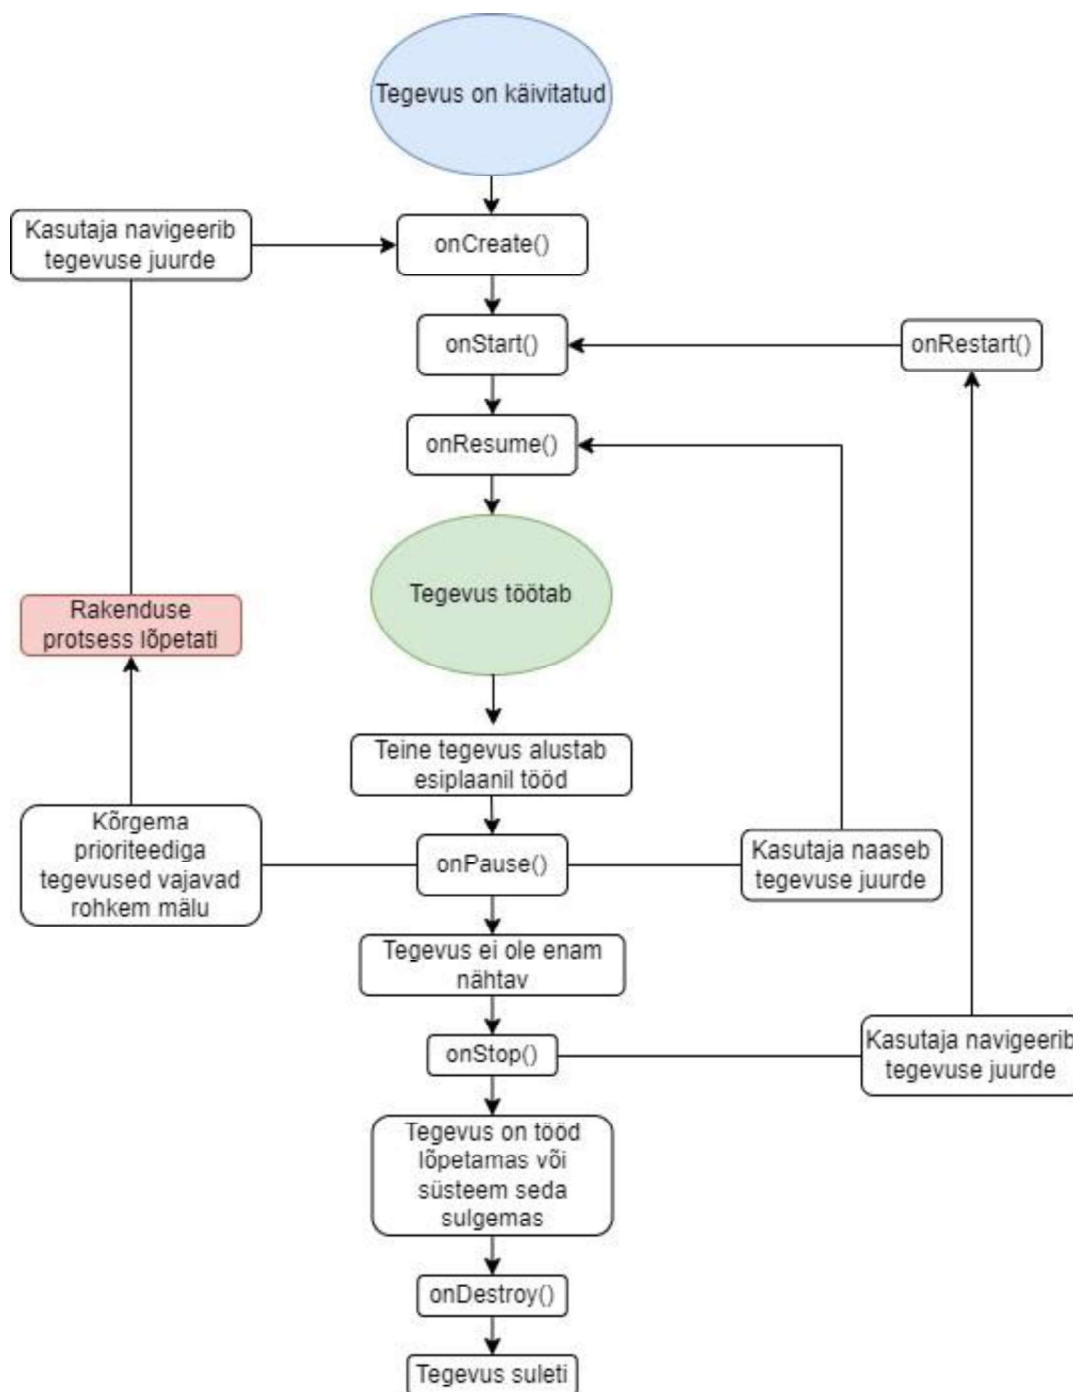 Tegevus on käivitatud
Kasutaja navigeerib
tegevuse juurde
onCreate()
onStart()
onRestart()
onResume()
Tegevus töötab
Rakenduse
protsess lõpetati
Teine tegevus alustab
esiplaanil tööd
Kõrgema
prioriteediga
tegevused vajavad
rohkem mälu
onPause()
Kasutaja naaseb
tegevuse juurde
Tegevus ei ole enam
nähtav
onStop()
Kasutaja navigeerib
tegevuse juurde
Tegevus on tööd
lõpetamas või
süsteem seda
sulgemas
onDestroy()
Tegevus suleti